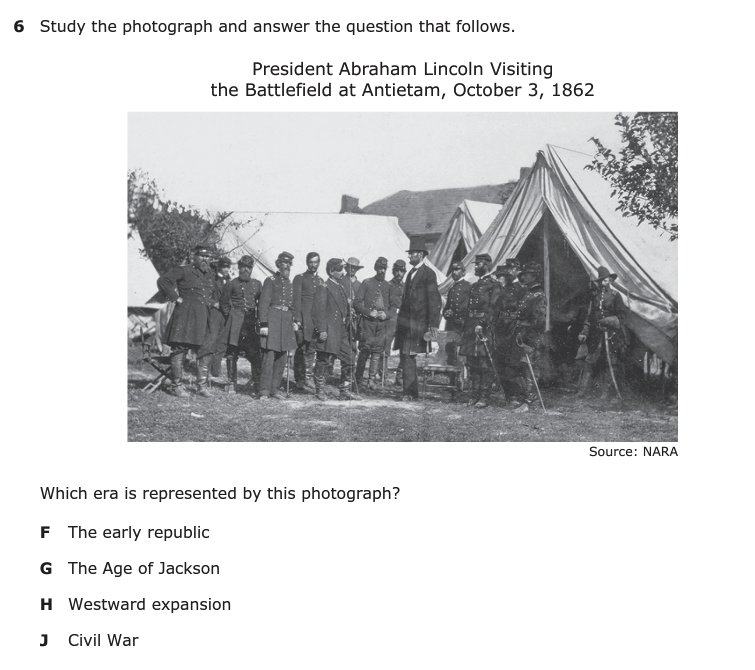 6 Study the photograph and answer the question that follows.
President Abraham Lincoln Visiting
the Battlefield at Antietam, October 3, 1862
Source: NARA
Which era is represented by this photograph?
F The early republic
G The Age of Jackson
H Westward expansion
J Civil War